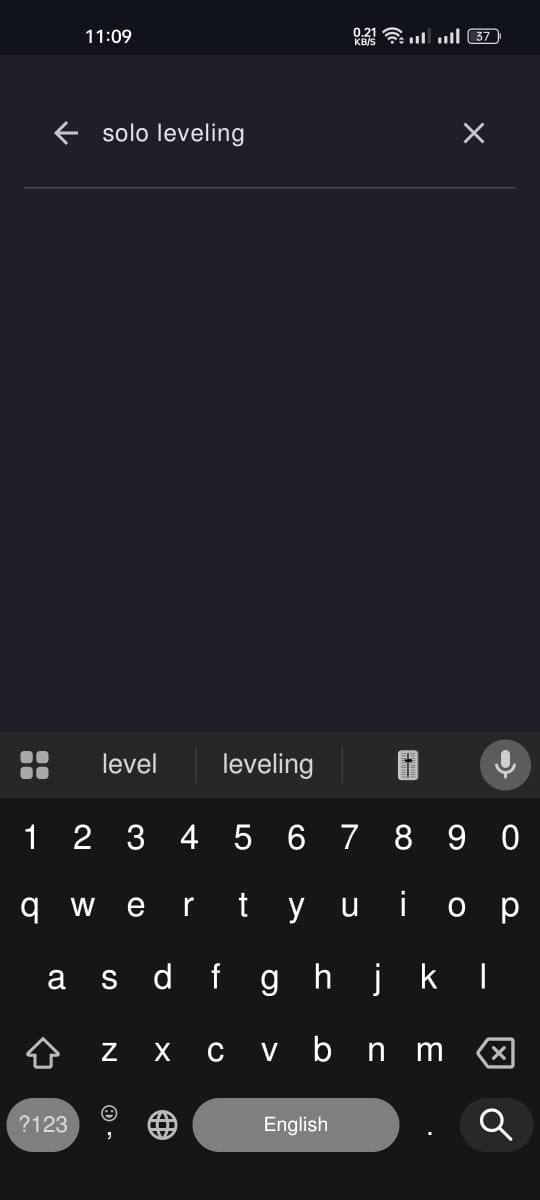 11:09 0.21 KB/S 37
solo leveling
level leveling
1 2 3 4 5 6 7 8 9 0
q w e r t y u i o p
a s d f g h j k l
z x c v b n m
?123 , English .